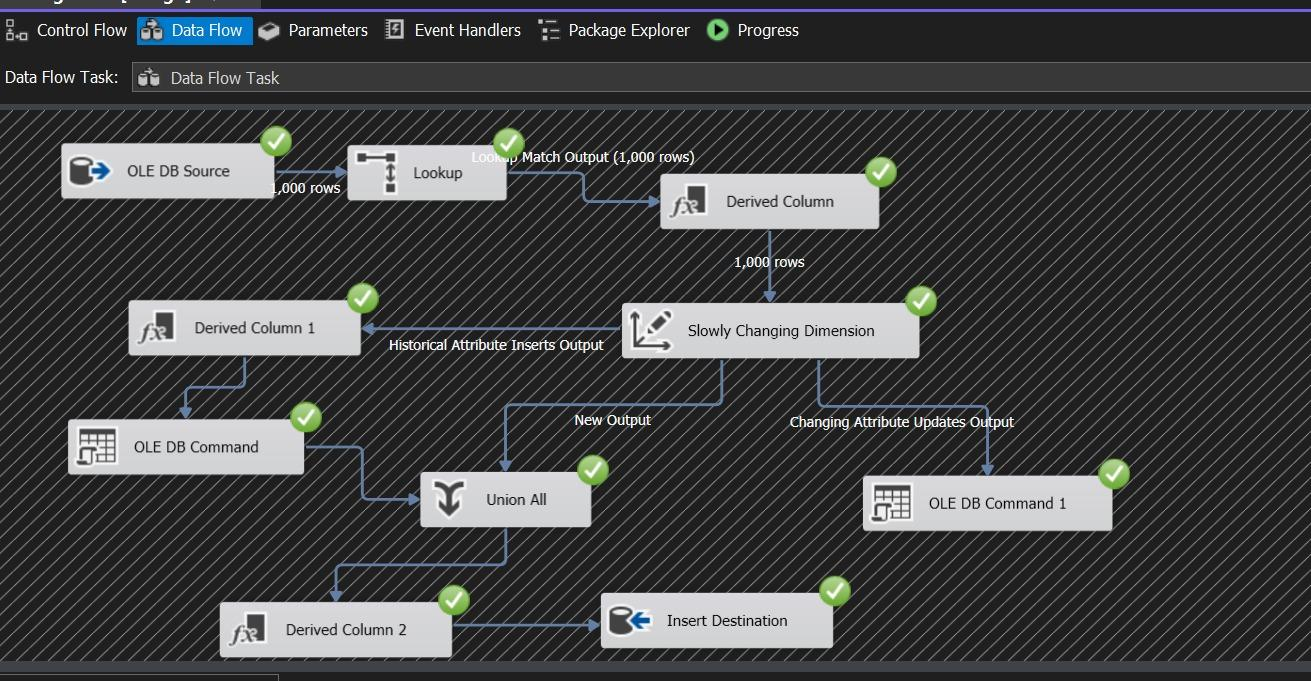 Control Flow
Data Flow
Parameters
Event Handlers
Package Explorer
Progress
Data Flow Task:
Data Flow Task
OLE DB Source
1,000 rows
Lookup
Lookup Match Output (1,000 rows)
Derived Column
1,000 rows
Slowly Changing Dimension
Historical Attribute Inserts Output
Derived Column 1
New Output
Changing Attribute Updates Output
OLE DB Command
Union All
OLE DB Command 1
Derived Column 2
Insert Destination